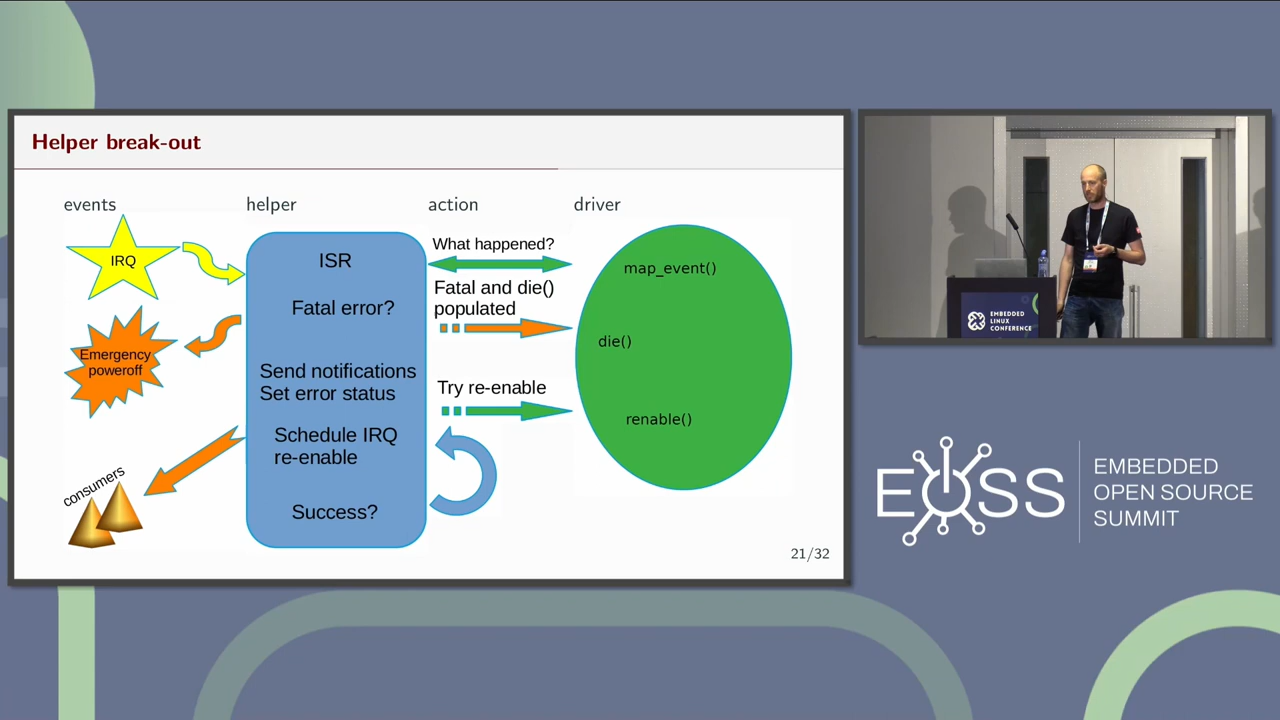 Helper break-out
events
helper
action
driver
IRQ
ISR
What happened?
map_event()
Fatal error?
Fatal and die()
populated
die()
Emergency
poweroff
Send notifications
Set error status
Try re-enable
renable()
Schedule IRQ
re-enable
consumers
Success?
21/32
EMBEDDED
LINUX
CONFERENCE
EOSS
EMBEDDED
OPEN SOURCE
SUMMIT